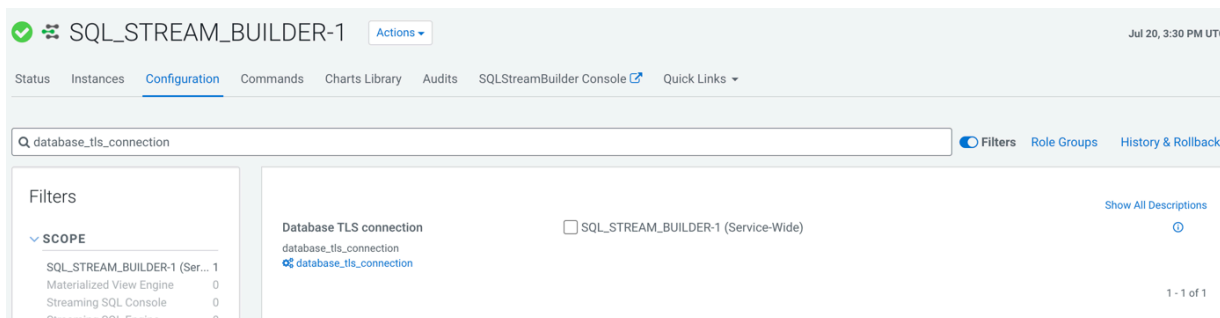 SQL_STREAM_BUILDER-1 Actions Jul 20, 3:30 PM UTC
Status Instances Configuration Commands Charts Library Audits SQLStreamBuilder Console Quick Links
database_tls_connection Filters Role Groups History & Rollback
Filters
Show All Descriptions
SCOPE
Database TLS connection SQL_STREAM_BUILDER-1 (Service-Wide)
database_tls_connection
database_tls_connection
SQL_STREAM_BUILDER-1 (Ser... 1
Materialized View Engine 0
Streaming SQL Console 0
1 - 1 of 1